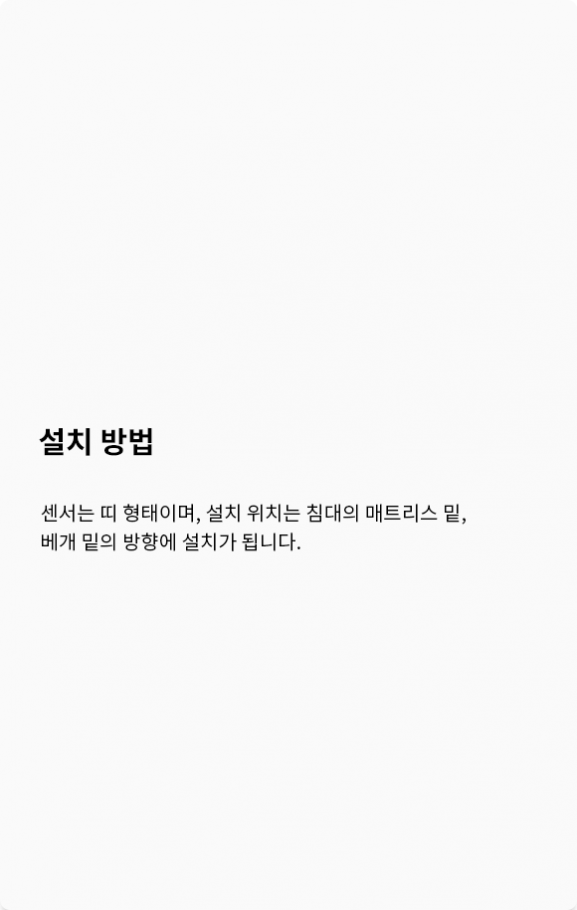 설치 방법
센서는 띠 형태이며, 설치 위치는 침대의 매트리스 밑,
베개 밑의 방향에 설치가 됩니다.